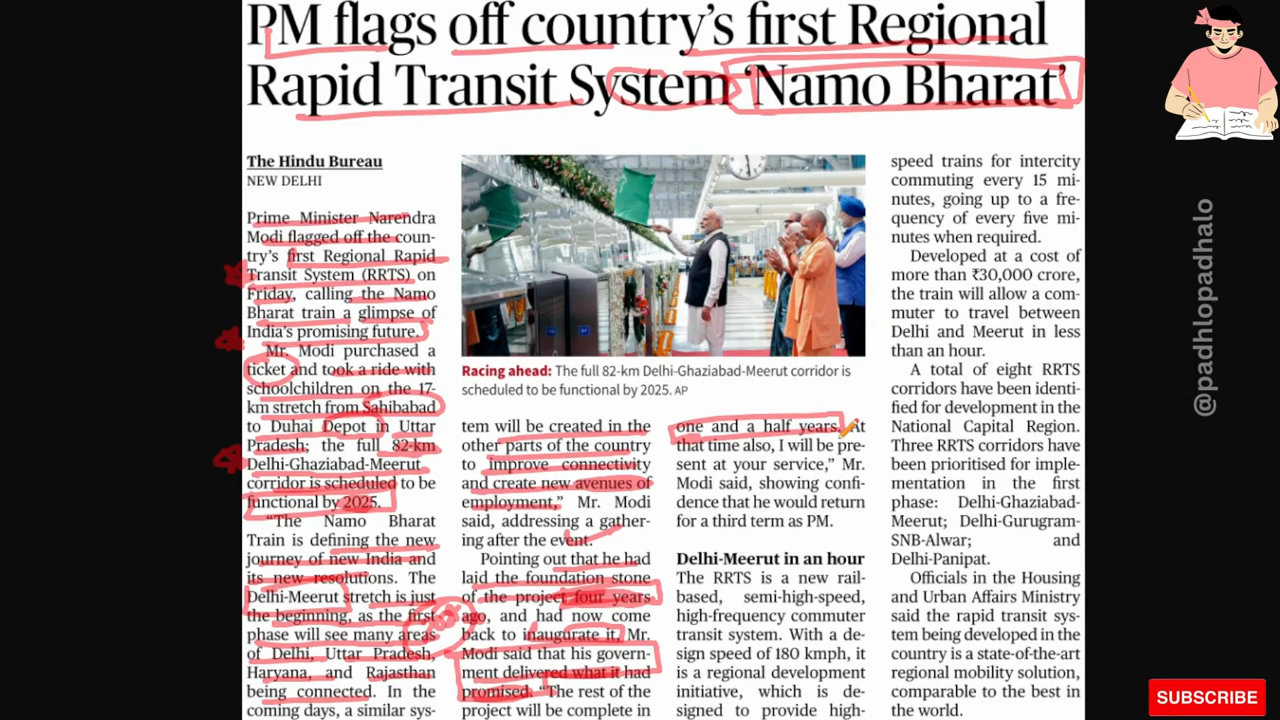 PM flags off country’s first Regional
Rapid Transit System ‘Namo Bharat’
The Hindu Bureau
NEW DELHI
Prime Minister Narendra
Modi flagged off the coun-
try’s first Regional Rapid
Transit System (RRTS) on
Friday, calling the Namo
Bharat train a glimpse of
India’s promising future.
Mr. Modi purchased a
ticket and took a ride with
schoolchildren on the 17-
km stretch from Sahibabad
to Duhai Depot in Uttar
Pradesh; the full 82-km
Delhi-Ghaziabad-Meerut
corridor is scheduled to be
functional by 2025.
“The Namo Bharat
Train is defining the new
journey of new India and
its new resolutions. The
Delhi-Meerut stretch is just
the beginning, as the first
phase will see many areas
of Delhi, Uttar Pradesh,
Haryana, and Rajasthan
being connected. In the
coming days, a similar sys-
Racing ahead: The full 82-km Delhi-Ghaziabad-Meerut corridor is
scheduled to be functional by 2025. AP
tem will be created in the
other parts of the country
to improve connectivity
and create new avenues of
employment,” Mr. Modi
said, addressing a gather-
ing after the event.
Pointing out that he had
laid the foundation stone
of the project four years
ago, and had now come
back to inaugurate it, Mr.
Modi said that his govern-
ment delivered what it had
promised. “The rest of the
project will be complete in
one and a half years. At
that time also, I will be pre-
sent at your service,” Mr.
Modi said, showing confi-
dence that he would return
for a third term as PM.
Delhi-Meerut in an hour
The RRTS is a new rail-
based, semi-high-speed,
high-frequency commuter
transit system. With a de-
sign speed of 180 kmph, it
is a regional development
initiative, which is de-
signed to provide high-
speed trains for intercity
commuting every 15 mi-
nutes, going up to a fre-
quency of every five mi-
nutes when required.
Developed at a cost of
more than ₹30,000 crore,
the train will allow a com-
muter to travel between
Delhi and Meerut in less
than an hour.
A total of eight RRTS
corridors have been identi-
fied for development in the
National Capital Region.
Three RRTS corridors have
been prioritised for imple-
mentation in the first
phase: Delhi-Ghaziabad-
Meerut; Delhi-Gurugram-
SNB-Alwar; and
Delhi-Panipat.
Officials in the Housing
and Urban Affairs Ministry
said the rapid transit sys-
tem being developed in the
country is a state-of-the-art
regional mobility solution,
comparable to the best in
the world.
@padhlopadhalo
SUBSCRIBE